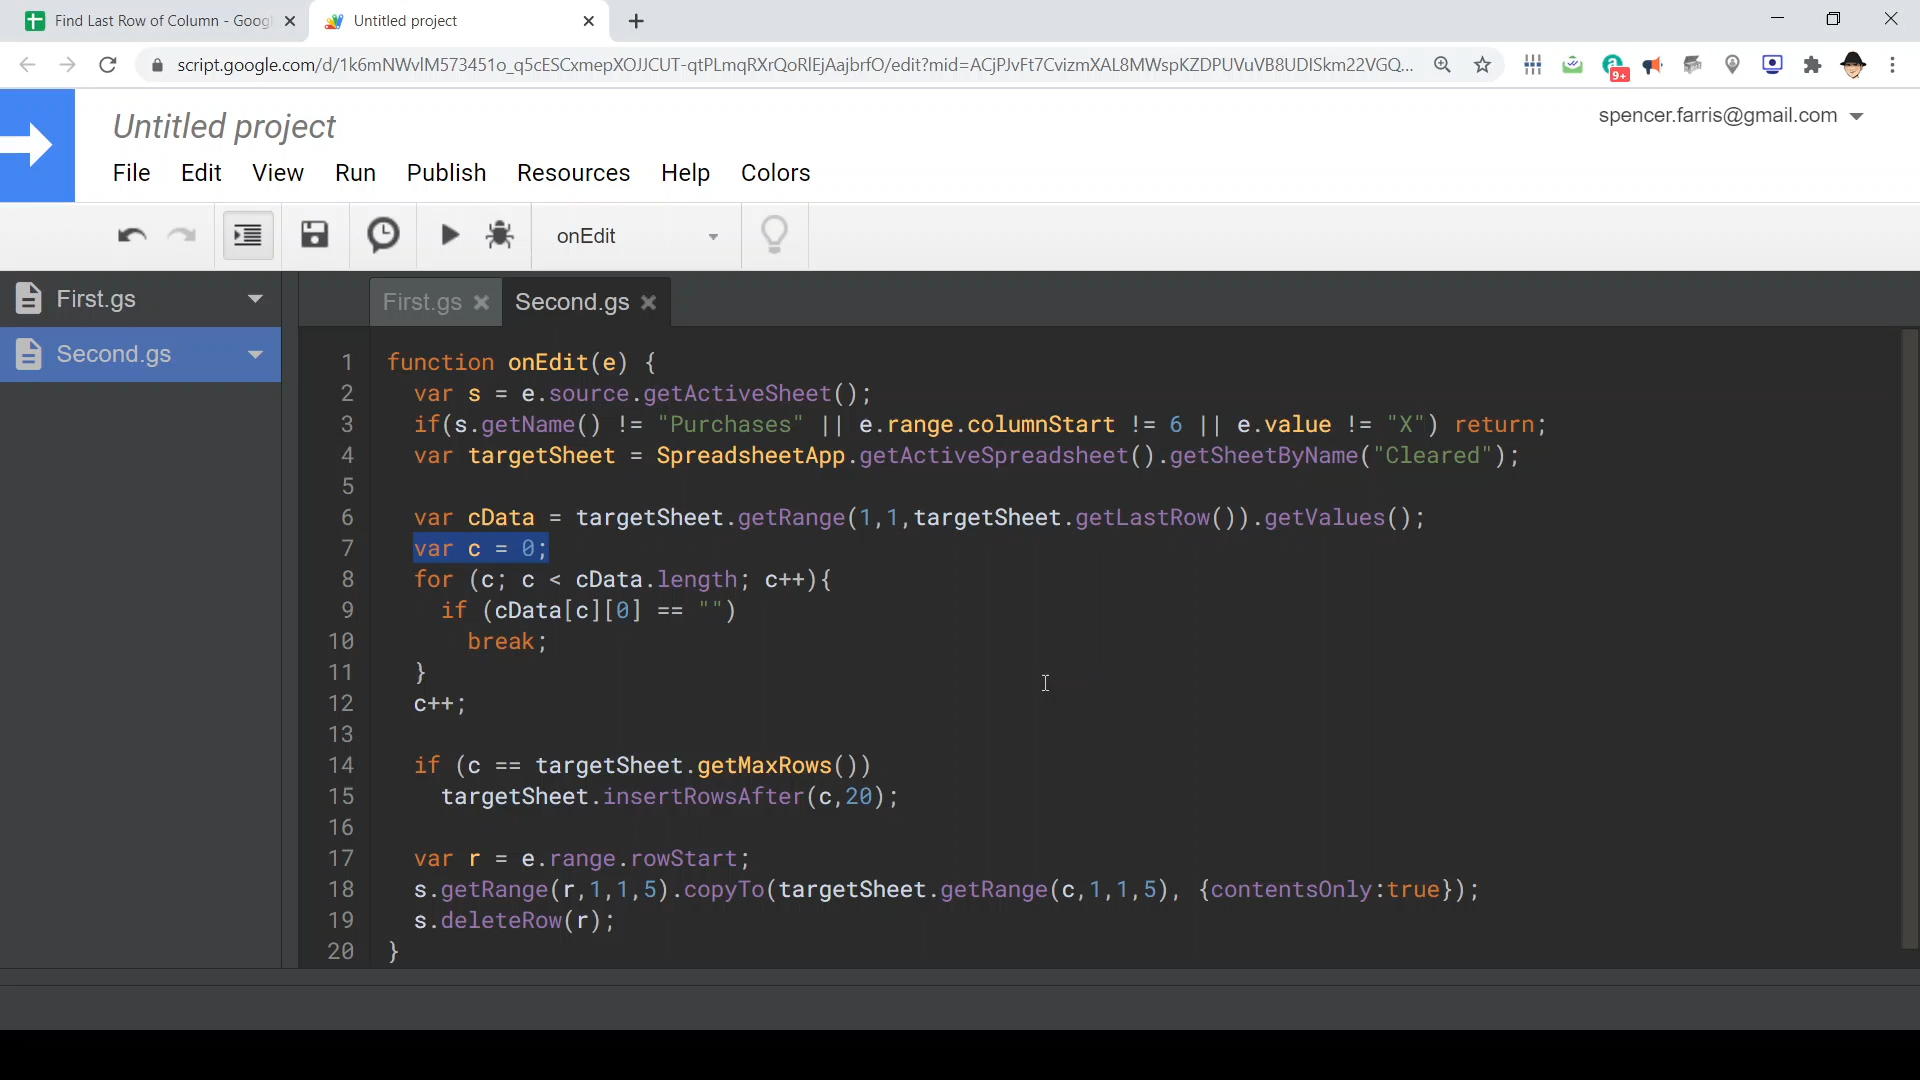 Find Last Row of Column - Goog
Untitled project
script.google.com/d/1k6mNWvlM573451o_q5cESCxmepXOJJCUT-qtPLmqRXrQoRlEjAajbrfO/edit?mid=ACjPJvFt7CvizmXAL8MWspKZDPUVuVB8UDISkm22VGQ...
9+
Untitled project
spencer.farris@gmail.com
File Edit View Run Publish Resources Help Colors
onEdit
First.gs
Second.gs
First.gs
Second.gs
1 function onEdit(e) {
2 var s = e.source.getActiveSheet();
3 if(s.getName() != "Purchases" || e.range.columnStart != 6 || e.value != "X") return;
4 var targetSheet = SpreadsheetApp.getActiveSpreadsheet().getSheetByName("Cleared");
5
6 var cData = targetSheet.getRange(1,1,targetSheet.getLastRow()).getValues();
7 var c = 0;
8 for (c; c < cData.length; c++){
9 if (cData[c][0] == "")
10 break;
11 }
12 c++;
13
14 if (c == targetSheet.getMaxRows())
15 targetSheet.insertRowsAfter(c,20);
16
17 var r = e.range.rowStart;
18 s.getRange(r,1,1,5).copyTo(targetSheet.getRange(c,1,1,5), {contentsOnly:true});
19 s.deleteRow(r);
20 }